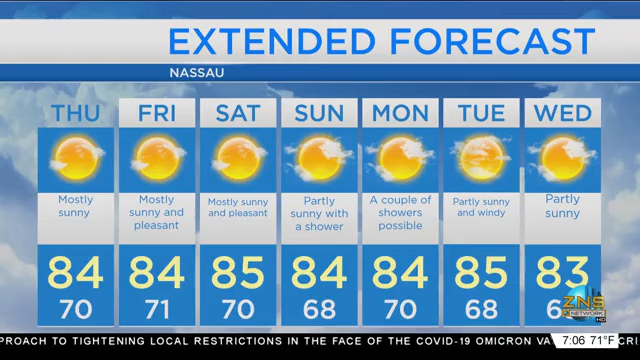 EXTENDED FORECAST
NASSAU
THU FRI SAT SUN MON TUE WED
Mostly
sunny
Mostly
sunny and
pleasant
Mostly sunny
and pleasant
Partly
sunny with
a shower
A couple of
showers
possible
Partly sunny
and windy
Partly
sunny
84 84 85 84 84 85 83
70 71 70 68 70 68
ZNS
NETWORK
HD
PROACH TO TIGHTENING LOCAL RESTRICTIONS IN THE FACE OF THE COVID-19 OMICRON VA
7:06 71°F
CRI